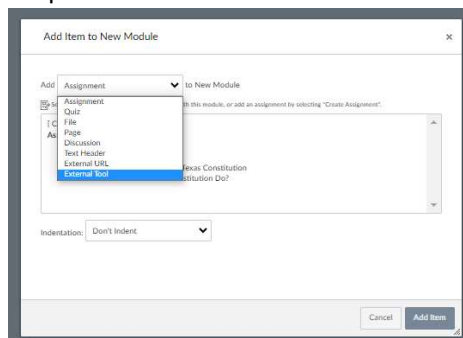 Add Item to New Module
×
Add Assignment to New Module
th this module, or add an assignment by selecting "Create Assignment".
Assignment
Quiz
File
Page
Discussion
Text Header
External URL
External Tool
[ C
As
Texas Constitution
stitution Do?
Indentation: Don't Indent
Cancel Add Item